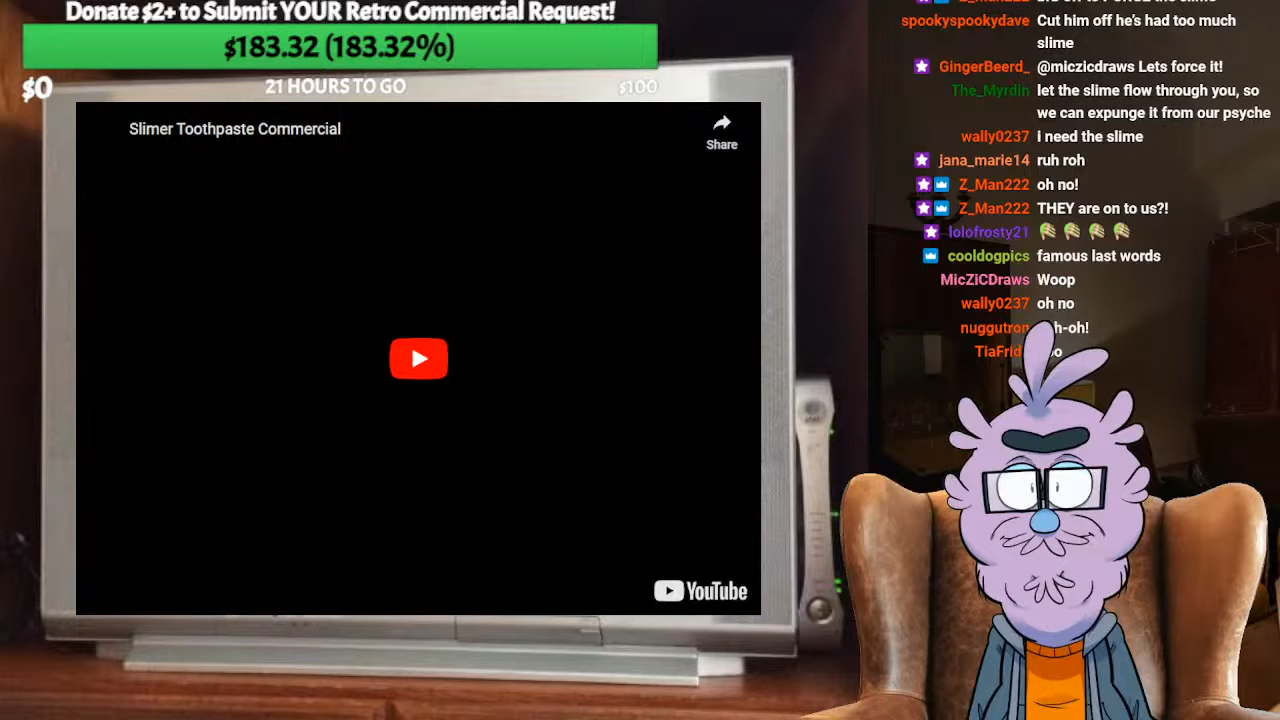 Donate $2+ to Submit YOUR Retro Commercial Request!
$183.32 (183.32%)
$0
21 HOURS TO GO
$100
Slimer Toothpaste Commercial
Share
YouTube
spookyspookydave Cut him off he's had too much
slime
GingerBeerd_ @miczicdraws Lets force it!
The_Myrdin let the slime flow through you, so
we can expunge it from our psyche
wally0237 I need the slime
jana_marie14 ruh roh
Z_Man222 oh no!
Z_Man222 THEY are on to us?!
lolofrosty21
cooldogpics famous last words
MicZiCDraws Woop
wally0237 oh no
nuggutron h-oh!